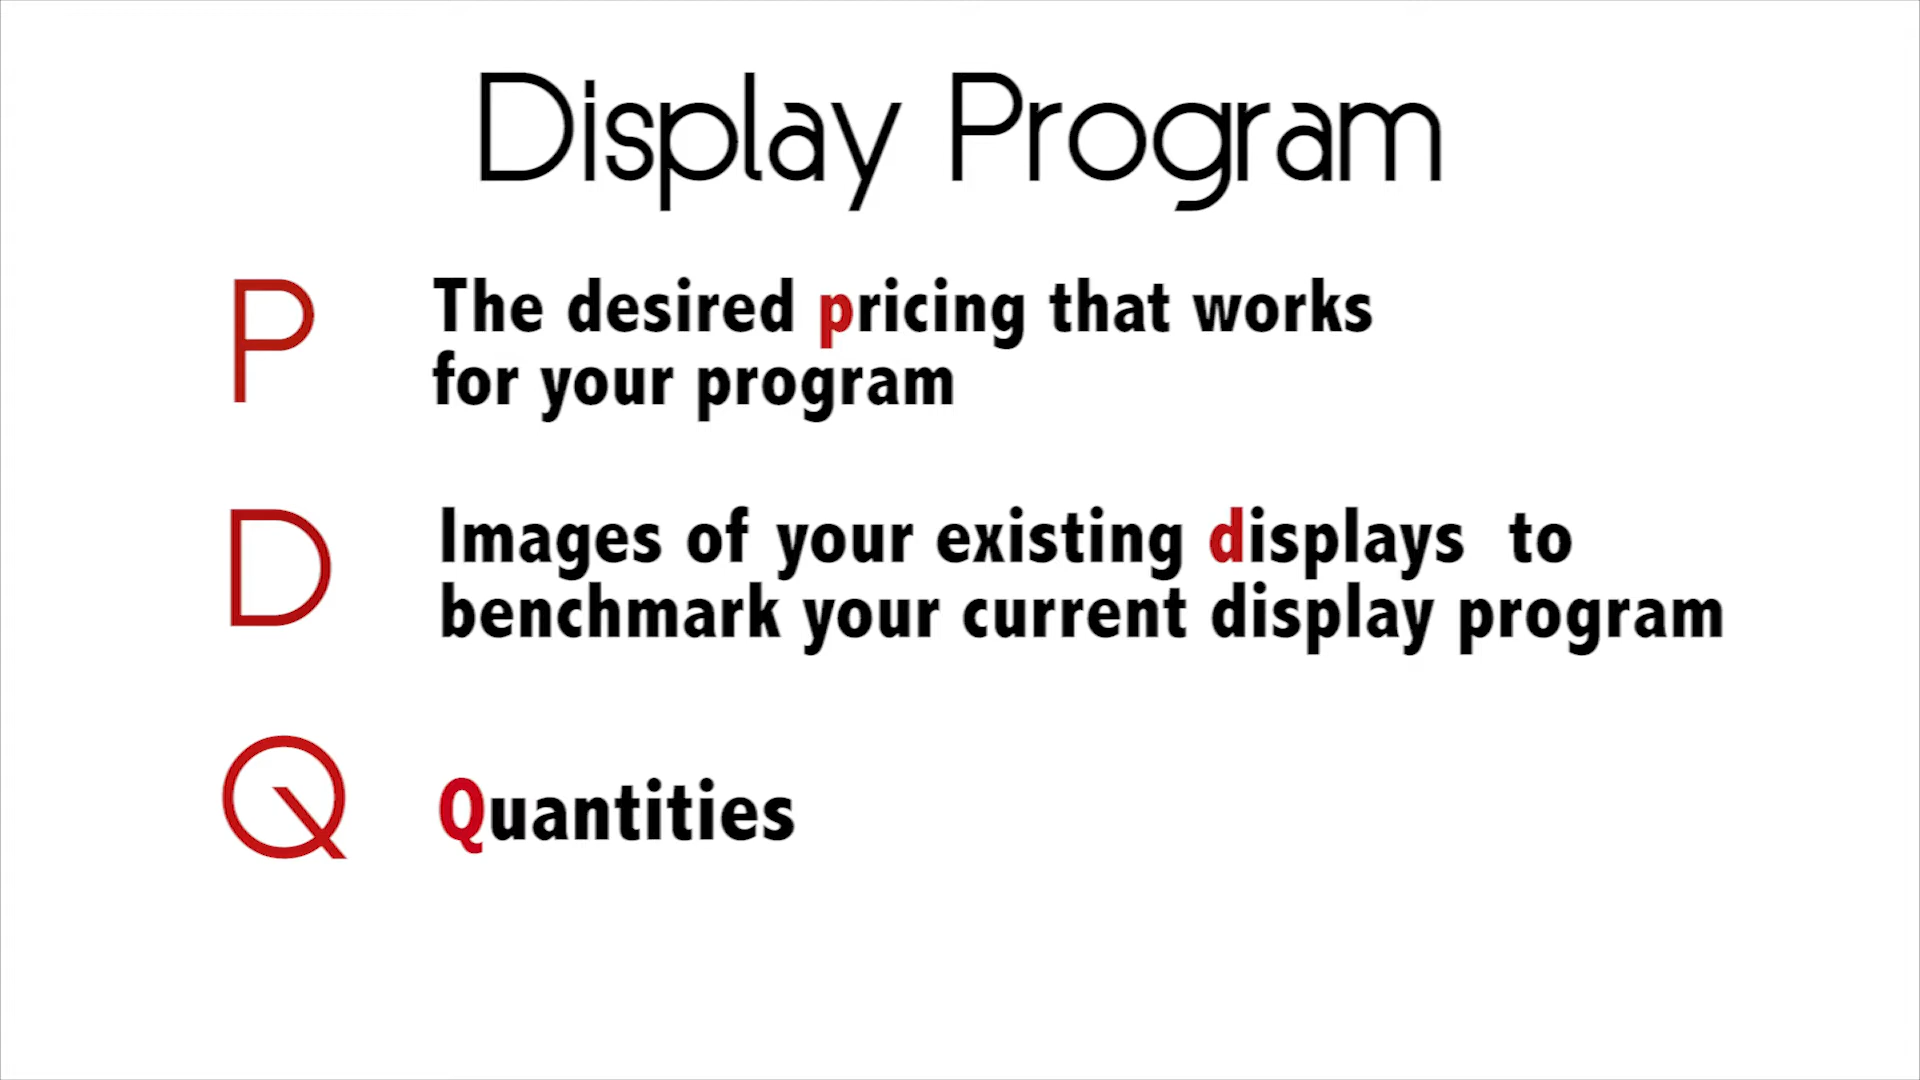 Display Program
P
The desired pricing that works
for your program
D
Images of your existing displays  to
benchmark your current display program
Q
Quantities